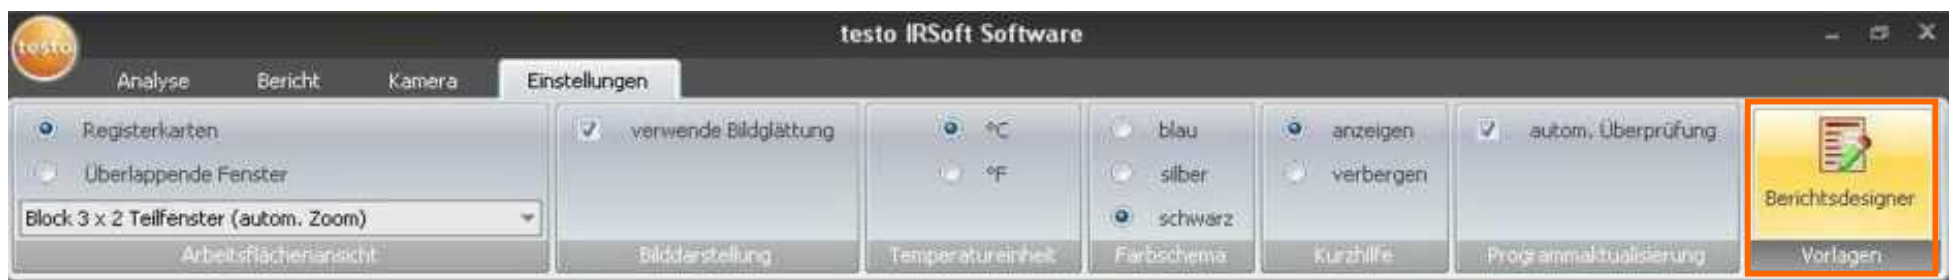 testo IRSoft Software
testo
Analyse Bericht Kamera Einstellungen
Registerkarten
Überlappende Fenster
Block 3 x 2 Teilfenster (autom. Zoom)
Arbeitsflächenansicht
verwende Bildglättung
Bilddarstellung
°C
°F
Temperatureinheit
blau
silber
schwarz
Farbschema
anzeigen
verbergen
Kurzhilfe
autom. Überprüfung
Programmaktualisierung
Berichtsdesigner
Vorlagen